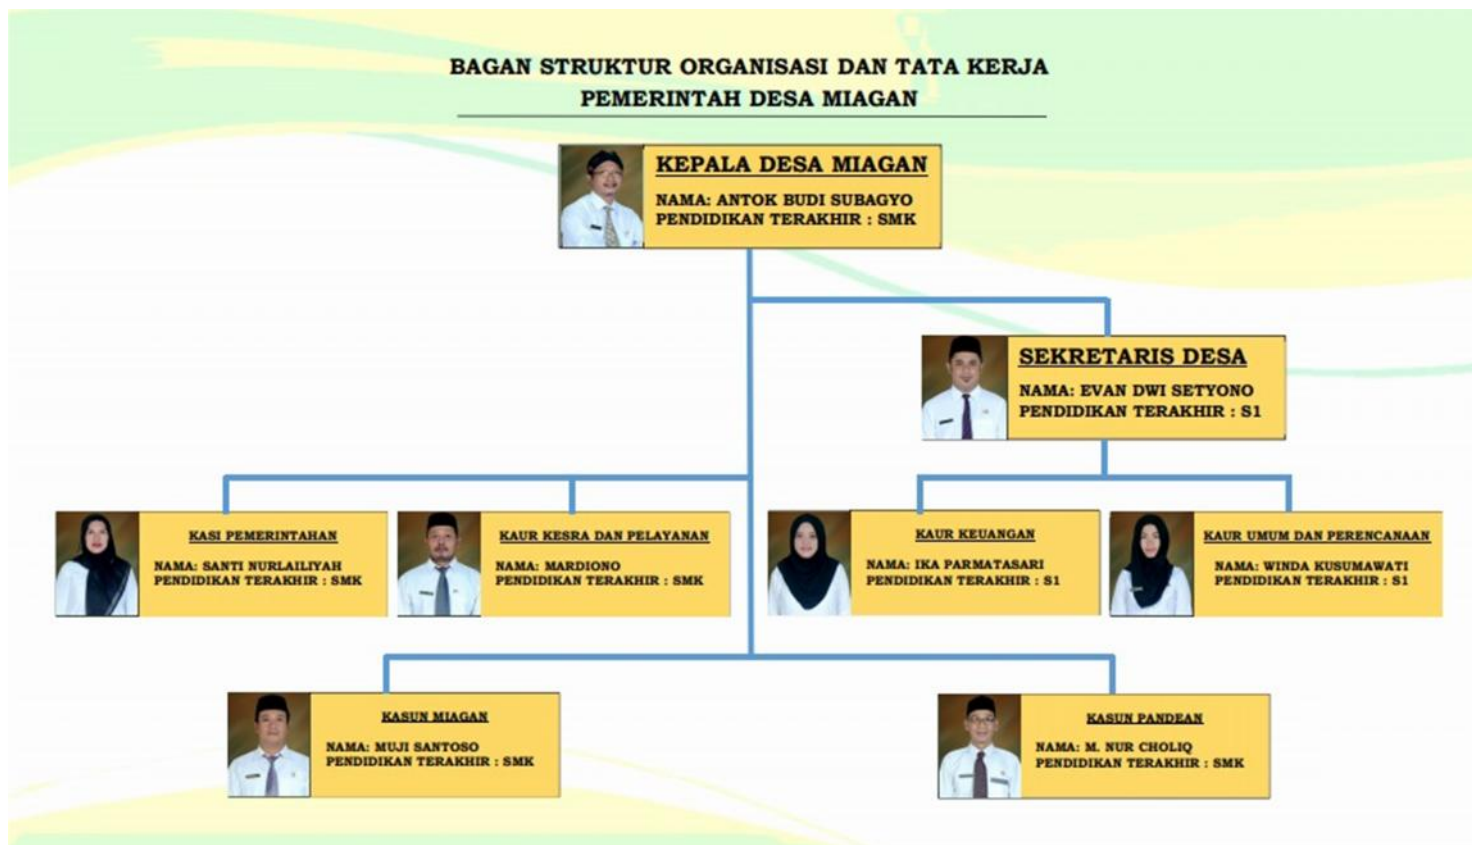 BAGAN STRUKTUR ORGANISASI DAN TATA KERJA
PEMERINTAH DESA MIAGAN
KEPALA DESA MIAGAN
NAMA: ANTOK BUDI SUBAGYO
PENDIDIKAN TERAKHIR : SMK
SEKRETARIS DESA
NAMA: EVAN DWI SETYONO
PENDIDIKAN TERAKHIR : S1
KASI PEMERINTAHAN
NAMA: SANTI NURLAILIYAH
PENDIDIKAN TERAKHIR : SMK
KAUR KESRA DAN PELAYANAN
NAMA: MARDIONO
PENDIDIKAN TERAKHIR : SMK
KAUR KEUANGAN
NAMA: IKA PARMATASARI
PENDIDIKAN TERAKHIR : S1
KAUR UMUM DAN PERENCANAAN
NAMA: WINDA KUSUMAWATI
PENDIDIKAN TERAKHIR : S1
KASUN MIAGAN
NAMA: MUJI SANTOSO
PENDIDIKAN TERAKHIR : SMK
KASUN PANDEAN
NAMA: M. NUR CHOLIQ
PENDIDIKAN TERAKHIR : SMK